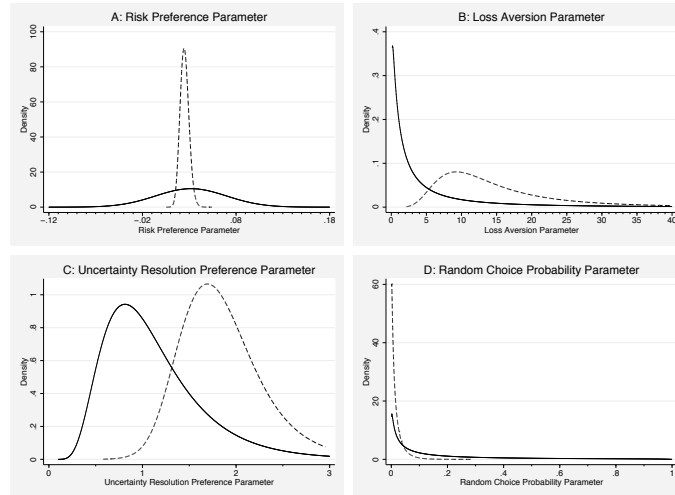 A: Risk Preference Parameter
Density
0 20 40 60 80 100
-.12 -.02 .08 .18
Risk Preference Parameter
B: Loss Aversion Parameter
Density
0 .1 .2 .3 .4
0 5 10 15 20 25 30 35 40
Loss Aversion Parameter
C: Uncertainty Resolution Preference Parameter
Density
0 .2 .4 .6 .8 1
0 1 2 3
Uncertainty Resolution Preference Parameter
D: Random Choice Probability Parameter
Density
0 20 40 60
0 .2 .4 .6 .8 1
Random Choice Probability Parameter